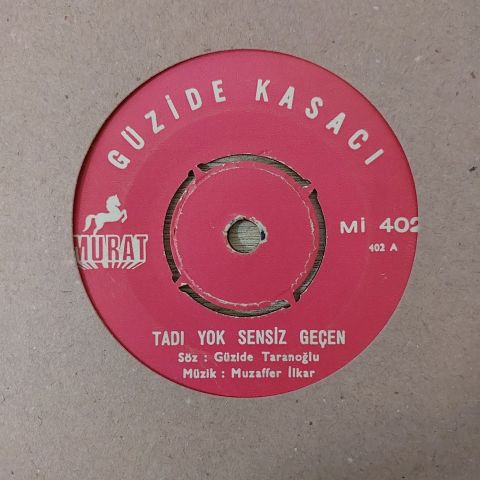 GÜZİDE KASACI
MURAT
Mİ 402
402 A
TADI YOK SENSİZ GEÇEN
Söz : Güzide Taranoğlu
Müzik : Muzaffer İlkar